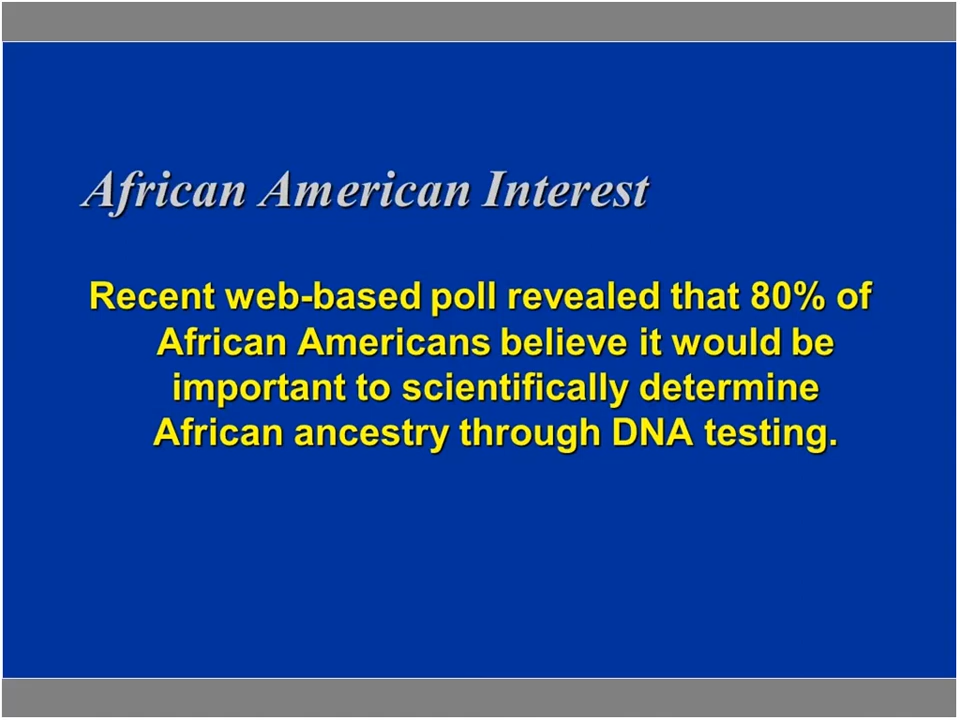 African American Interest
Recent web-based poll revealed that 80% of
African Americans believe it would be
important to scientifically determine
African ancestry through DNA testing.